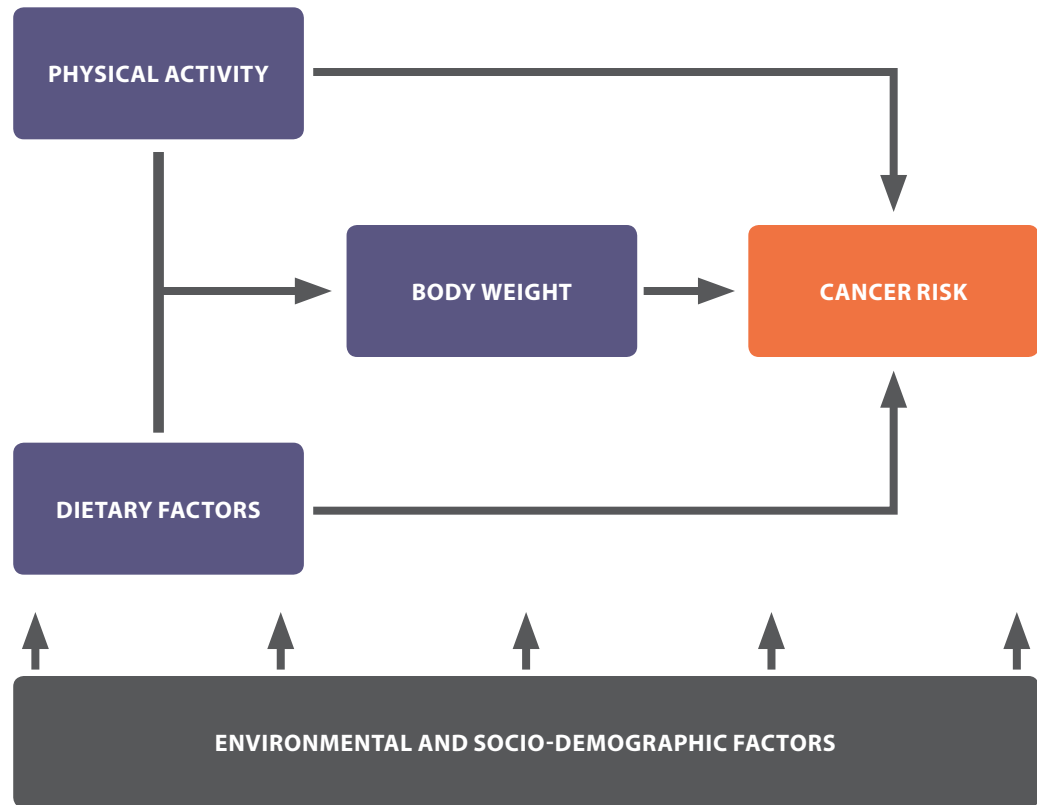 PHYSICAL ACTIVITY
BODY WEIGHT
CANCER RISK
DIETARY FACTORS
ENVIRONMENTAL AND SOCIO-DEMOGRAPHIC FACTORS